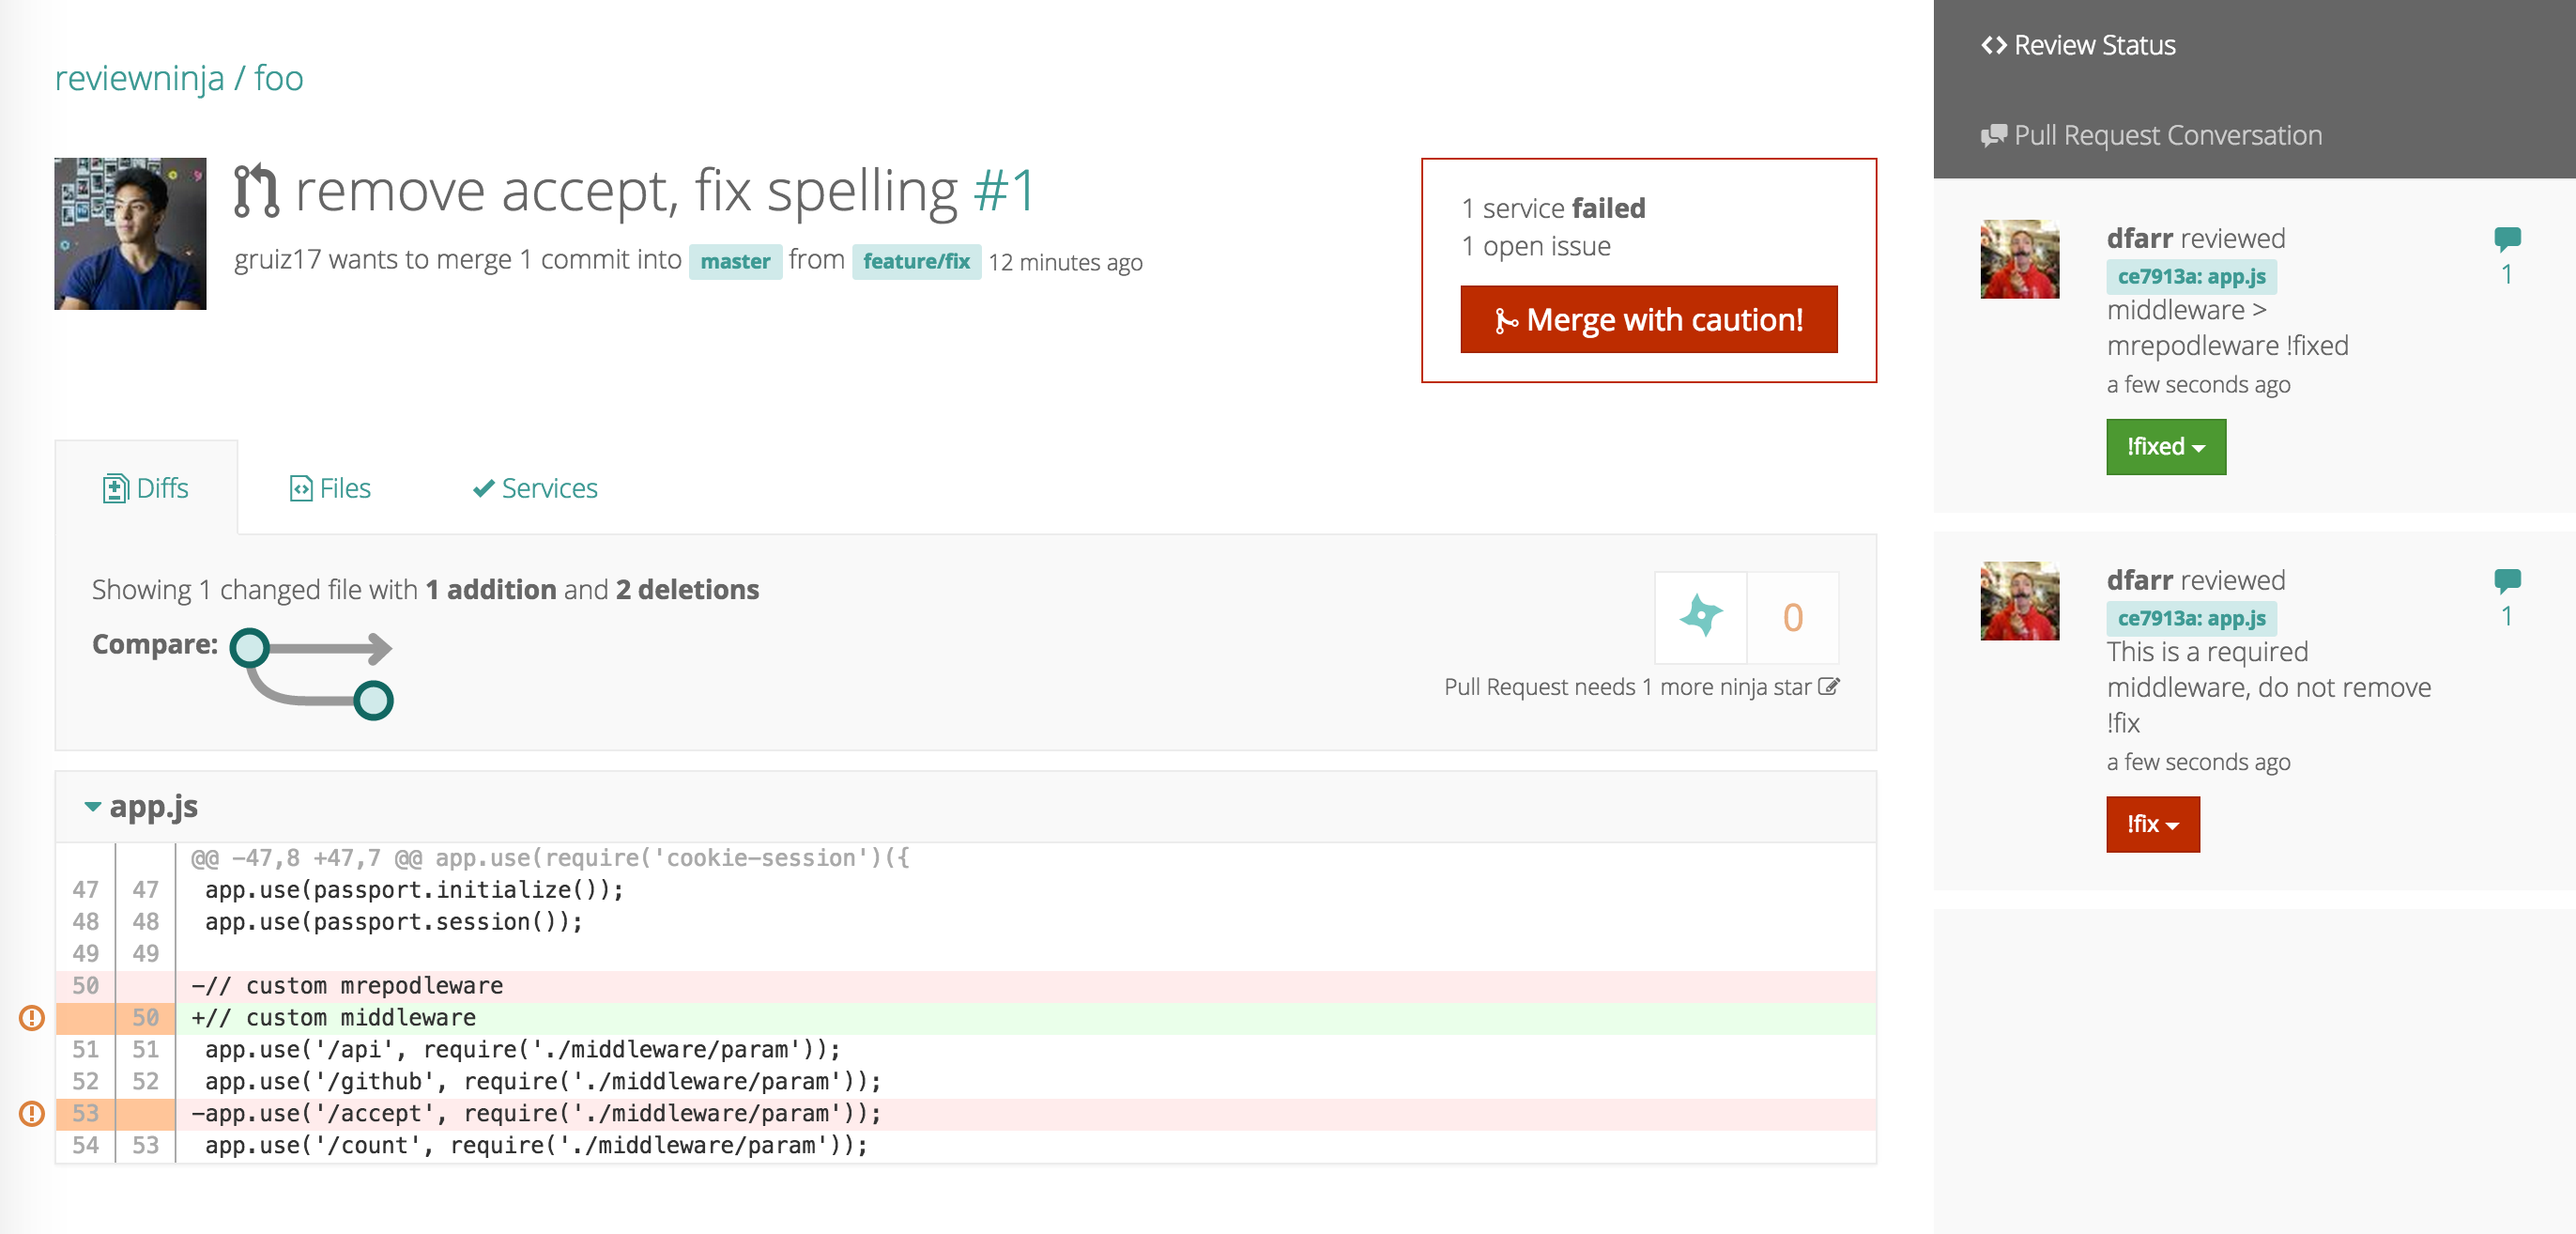 reviewninja / foo
remove accept, fix spelling #1
gruiz17 wants to merge 1 commit into master from feature/fix 12 minutes ago
1 service failed
1 open issue
Merge with caution!
Diffs
Files
Services
Showing 1 changed file with 1 addition and 2 deletions
Compare:
0
Pull Request needs 1 more ninja star
app.js
@@ -47,8 +47,7 @@ app.use(require('cookie-session')({
47 47 app.use(passport.initialize());
48 48 app.use(passport.session());
49 49
50 -// custom mrepodleware
50 +// custom middleware
51 51 app.use('/api', require('./middleware/param'));
52 52 app.use('/github', require('./middleware/param'));
53 -app.use('/accept', require('./middleware/param'));
54 53 app.use('/count', require('./middleware/param'));
Review Status
Pull Request Conversation
dfarr reviewed
1
ce7913a: app.js
middleware >
mrepodleware !fixed
a few seconds ago
!fixed
dfarr reviewed
1
ce7913a: app.js
This is a required
middleware, do not remove
!fix
a few seconds ago
!fix